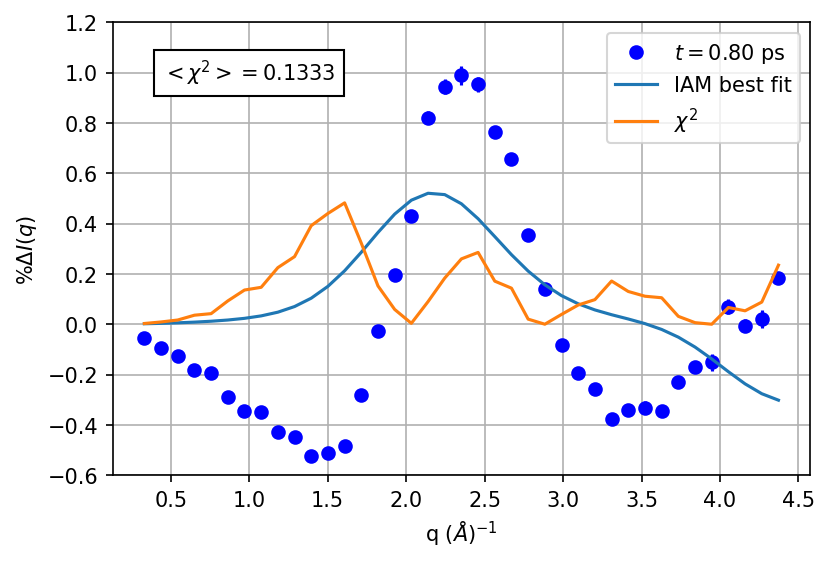 1.2
1.0
0.8
0.6
0.4
0.2
0.0
−0.2
−0.4
−0.6
%ΔI(q)
<χ²> = 0.1333
t = 0.80 ps
IAM best fit
χ²
0.5 1.0 1.5 2.0 2.5 3.0 3.5 4.0 4.5
q (Å)⁻¹